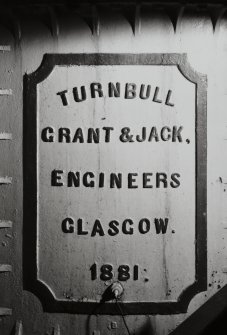 TURNBULL
GRANT & JACK,
ENGINEERS
GLASGOW.
1881.